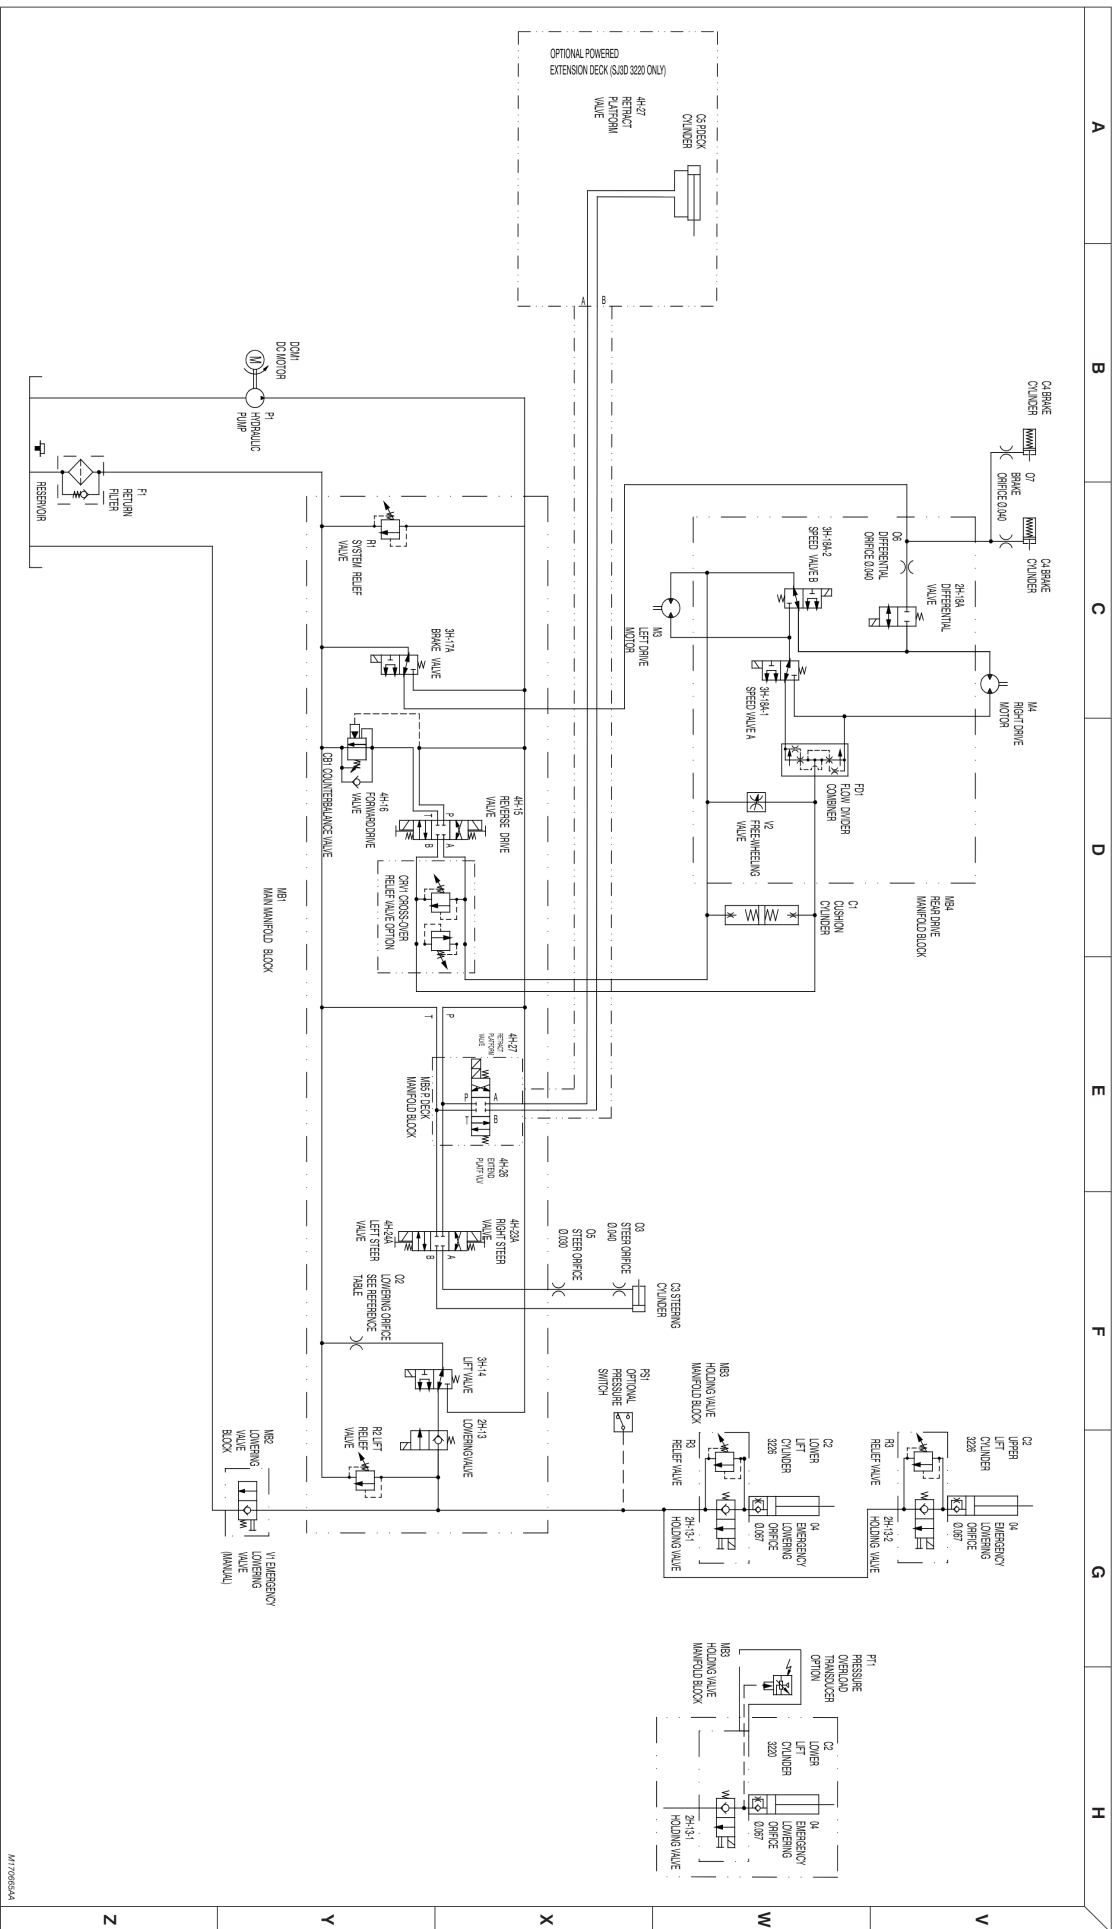 A
B
C
D
E
F
G
H
V
W
X
Y
Z
OPTIONAL POWERED
EXTENSION DECK (SJ3D 3220 ONLY)
4H-27
RETRACT
PLATFORM
VALVE
C5 P.DECK
CYLINDER
A
B
DCM1
DC MOTOR
M
P1
HYDRAULIC
PUMP
F1
RETURN
FILTER
RESERVOIR
C4 BRAKE
CYLINDER
O7
BRAKE
ORIFICE Ø.040
C4 BRAKE
CYLINDER
O6
DIFFERENTIAL
ORIFICE Ø.040
2H-18A
DIFFERENTIAL
VALVE
3H-18A-2
SPEED VALVE B
M3
LEFT DRIVE
MOTOR
3H-18A-1
SPEED VALVE A
M4
RIGHT DRIVE
MOTOR
FD1
FLOW DIVIDER
COMBINER
V2
FREE-WHEELING
VALVE
MB4
REAR DRIVE
MANIFOLD BLOCK
C1
CUSHION
CYLINDER
R1
SYSTEM RELIEF
VALVE
3H-17A
BRAKE VALVE
4H-15
REVERSE DRIVE
VALVE
4H-16
FORWARD DRIVE
VALVE
CB1 COUNTERBALANCE VALVE
P
T
A
B
CRV1 CROSS-OVER
RELIEF VALVE OPTION
MB1
MAIN MANIFOLD BLOCK
P
T
4H-27
RETRACT
PLATFORM
VALVE
P
A
T
B
MB5 P. DECK
MANIFOLD BLOCK
4H-26
EXTEND
PLATF VLV
4H-23A
RIGHT STEER
VALVE
4H-24A
LEFT STEER
VALVE
A
B
O3
STEER ORIFICE
Ø.040
O5
STEER ORIFICE
Ø.030
C3 STEERING
CYLINDER
O2
LOWERING ORIFICE
SEE REFERENCE
TABLE
3H-14
LIFT VALVE
2H-13
LOWERING VALVE
R2 LIFT
RELIEF
VALVE
MB2
LOWERING
VALVE
BLOCK
V1 EMERGENCY
LOWERING
VALVE
(MANUAL)
PS1
OPTIONAL
PRESSURE
SWITCH
MB3
HOLDING VALVE
MANIFOLD BLOCK
C2
LOWER
LIFT
CYLINDER
3226
R3
RELIEF VALVE
04
EMERGENCY
LOWERING
ORIFICE
Ø.067
2H-13-1
HOLDING VALVE
C2
UPPER
LIFT
CYLINDER
3226
R3
RELIEF VALVE
04
EMERGENCY
LOWERING
ORIFICE
Ø.067
2H-13-2
HOLDING VALVE
PT1
PRESSURE
OVERLOAD
TRANSDUCER
OPTION
MB3
HOLDING VALVE
MANIFOLD BLOCK
C2
LOWER
LIFT
CYLINDER
3220
04
EMERGENCY
LOWERING
ORIFICE
Ø.067
2H-13-1
HOLDING VALVE
M170665AA